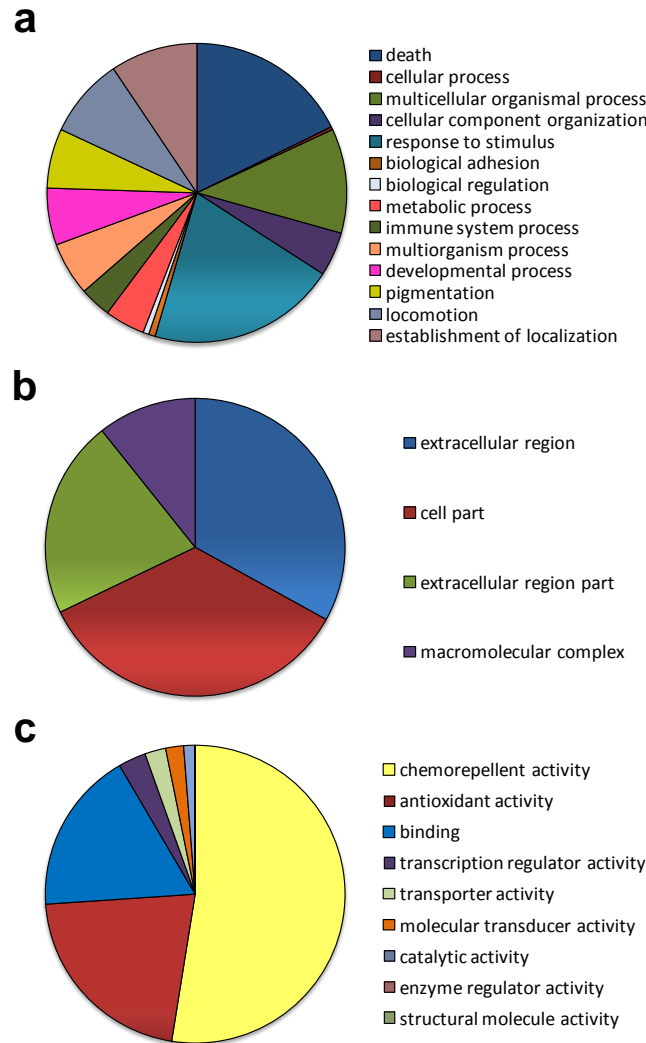 a
death
cellular process
multicellular organismal process
cellular component organization
response to stimulus
biological adhesion
biological regulation
metabolic process
immune system process
multiorganism process
developmental process
pigmentation
locomotion
establishment of localization
b
extracellular region
cell part
extracellular region part
macromolecular complex
c
chemorepellent activity
antioxidant activity
binding
transcription regulator activity
transporter activity
molecular transducer activity
catalytic activity
enzyme regulator activity
structural molecule activity